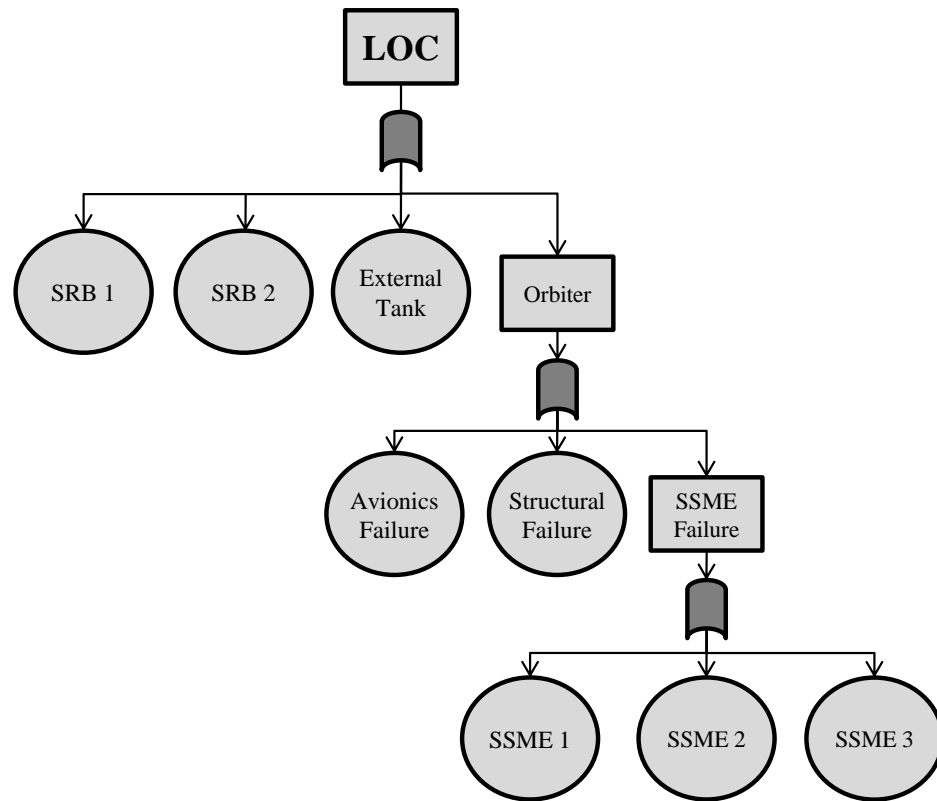 LOC
SRB 1
SRB 2
External
Tank
Orbiter
Avionics
Failure
Structural
Failure
SSME
Failure
SSME 1
SSME 2
SSME 3